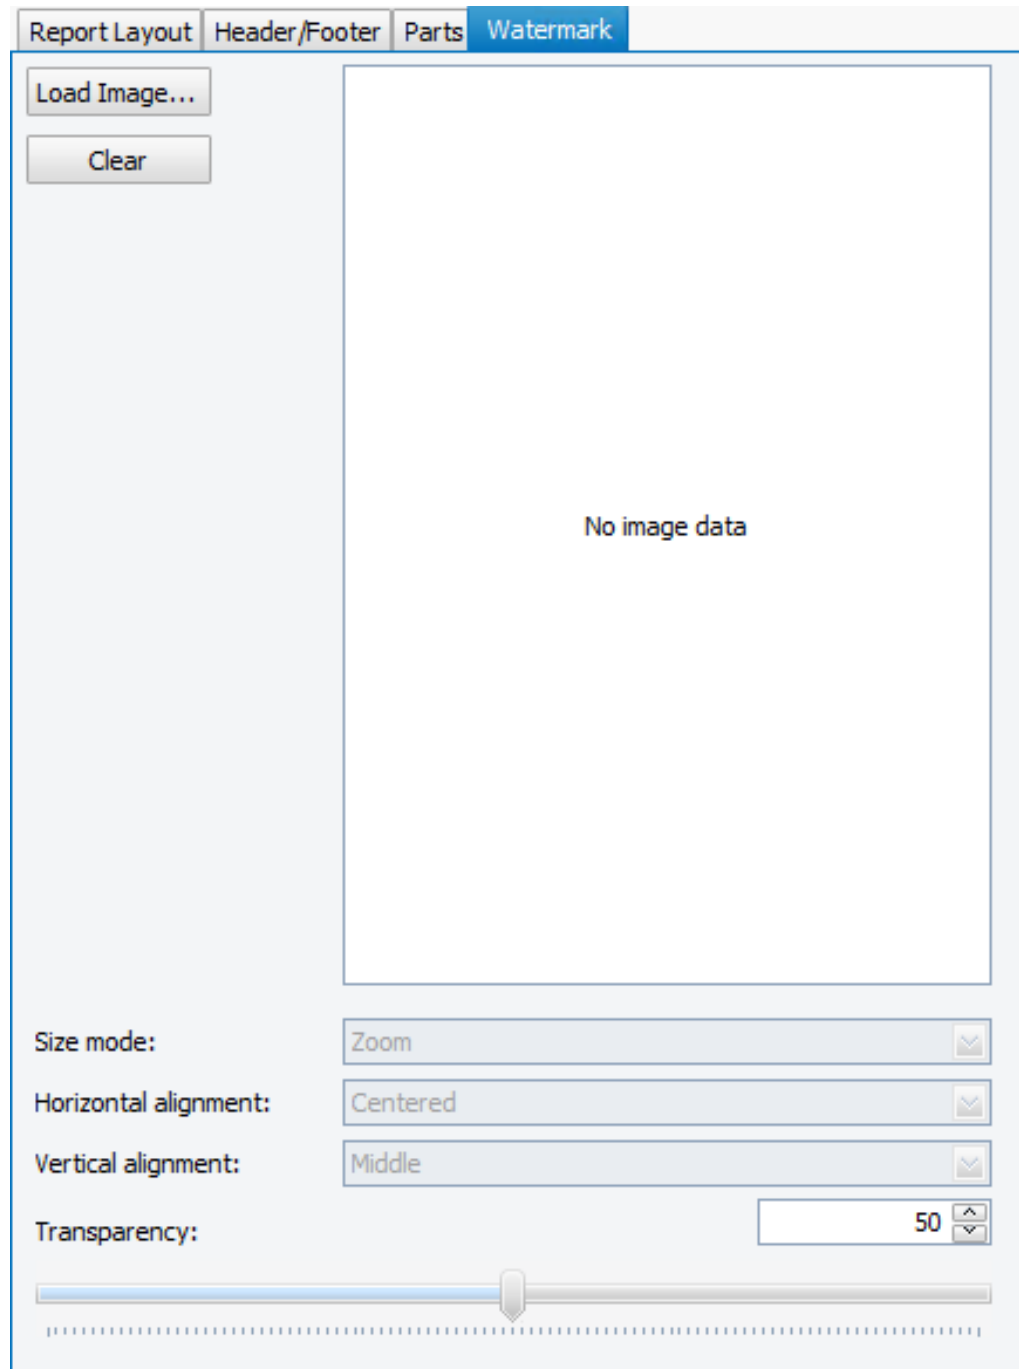 Report Layout Header/Footer Parts Watermark
Load Image...
Clear
No image data
Size mode: Zoom
Horizontal alignment: Centered
Vertical alignment: Middle
Transparency: 50